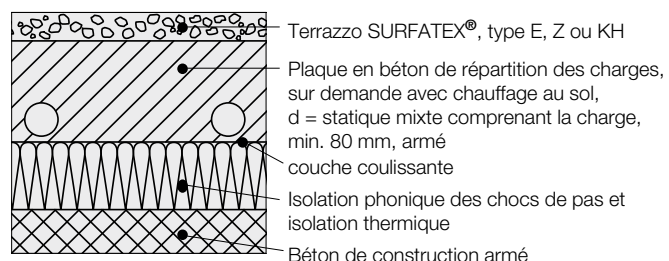 Terrazzo SURFATEX®, type E, Z ou KH
Plaque en béton de répartition des charges,
sur demande avec chauffage au sol,
d = statique mixte comprenant la charge,
min. 80 mm, armé
couche coulissante
Isolation phonique des chocs de pas et
isolation thermique
Béton de construction armé